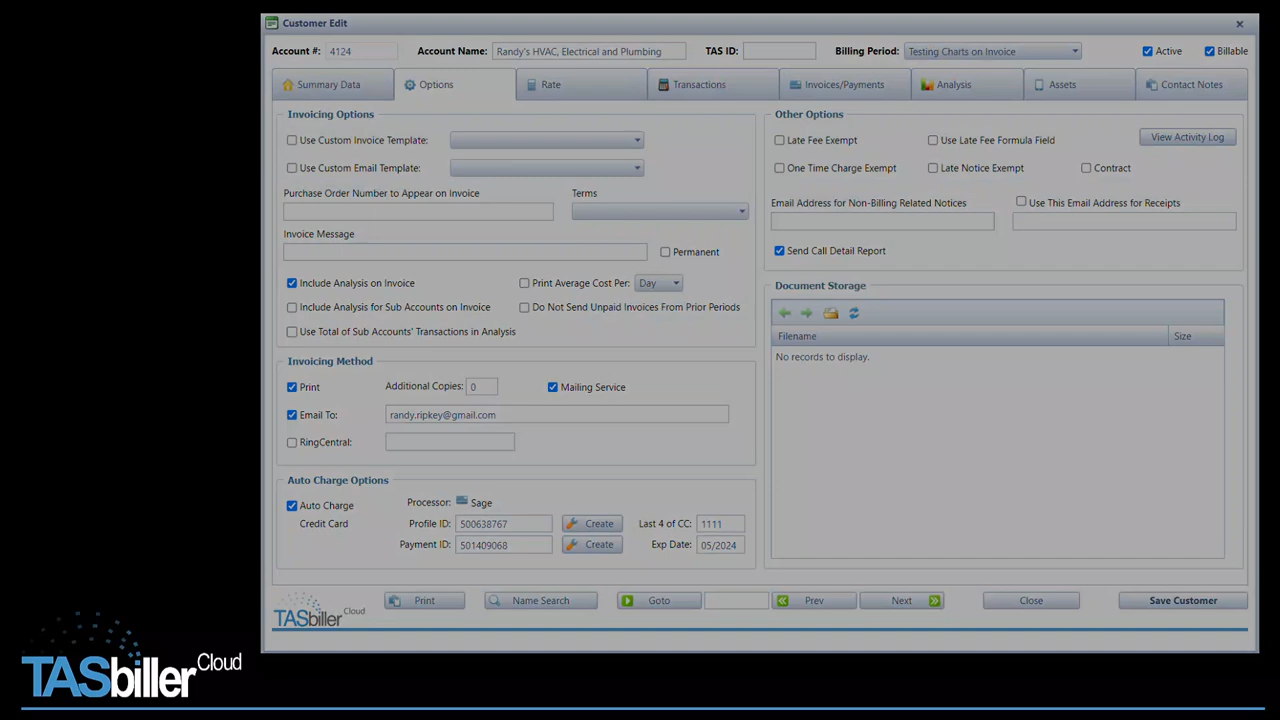 Customer Edit
Account #: 4124 Account Name: Randy's HVAC, Electrical and Plumbing TAS ID: Billing Period: Testing Charts on Invoice Active Billable
Summary Data Options Rate Transactions Invoices/Payments Analysis Assets Contact Notes
Invoicing Options
Use Custom Invoice Template:
Use Custom Email Template:
Purchase Order Number to Appear on Invoice Terms
Invoice Message
Permanent
Include Analysis on Invoice Print Average Cost Per: Day
Include Analysis for Sub Accounts on Invoice Do Not Send Unpaid Invoices From Prior Periods
Use Total of Sub Accounts' Transactions in Analysis
Invoicing Method
Print Additional Copies: 0 Mailing Service
Email To: randy.ripkey@gmail.com
RingCentral:
Auto Charge Options
Auto Charge Processor: Sage
Credit Card Profile ID: 500638767 Create Last 4 of CC: 1111
Payment ID: 501409068 Create Exp Date: 05/2024
Other Options
Late Fee Exempt Use Late Fee Formula Field View Activity Log
One Time Charge Exempt Late Notice Exempt Contract
Email Address for Non-Billing Related Notices Use This Email Address for Receipts
Send Call Detail Report
Document Storage
Filename Size
No records to display.
TASbiller Cloud Print Name Search Goto Prev Next Close Save Customer
TASbiller Cloud